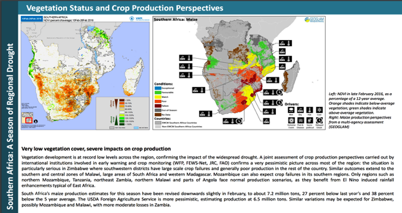 Vegetation Status and Crop Production Perspectives
Southern Africa: A Season of Regional Drought
Southern Africa: Maize
Conditions:
Drivers:
Left: NDVI in late February 2016, as
percentage of a 12-year average.
Orange shades indicate below-average
vegetation; green shades indicate
above-average vegetation.
Right: Maize production perspectives
from a multi-agency assessment
(GEOGLAM)
Very low vegetation cover, severe impacts on crop production
Vegetation development is at record low levels across the region, confirming the impact of the widespread drought. A joint assessment of crop production perspectives carried out by
international institutions involved in early warning and crop monitoring (WFP, FEWS-Net, JRC, FAO) confirms a very pessimistic picture across most of the region: the situation is
particularly serious in Zimbabwe where southwestern districts have large scale crop failures and generally poor production in the rest of the country. Similar conditions extend to the
southern and central zones of Malawi, large areas of South Africa and western Madagascar. Mozambique can also expect crop failures in its southern regions. Only regions such as
northern Mozambique, Tanzania, northeast Zambia, northern Malawi and parts of Angola face normal production scenarios, as they benefit from El Nino induced rainfall
enhancements typical of East Africa.
South Africa's maize production estimates for this season have been revised downwards slightly in February, to about 7.2 million tons, 27 percent below last year's and 38 percent
below the 5 year average. The USDA Foreign Agriculture Service is more pessimistic, estimating production at 6.5 million tons. Similar variations may be expected for Zimbabwe,
possibly Mozambique and Malawi, with more moderate losses in Zambia.